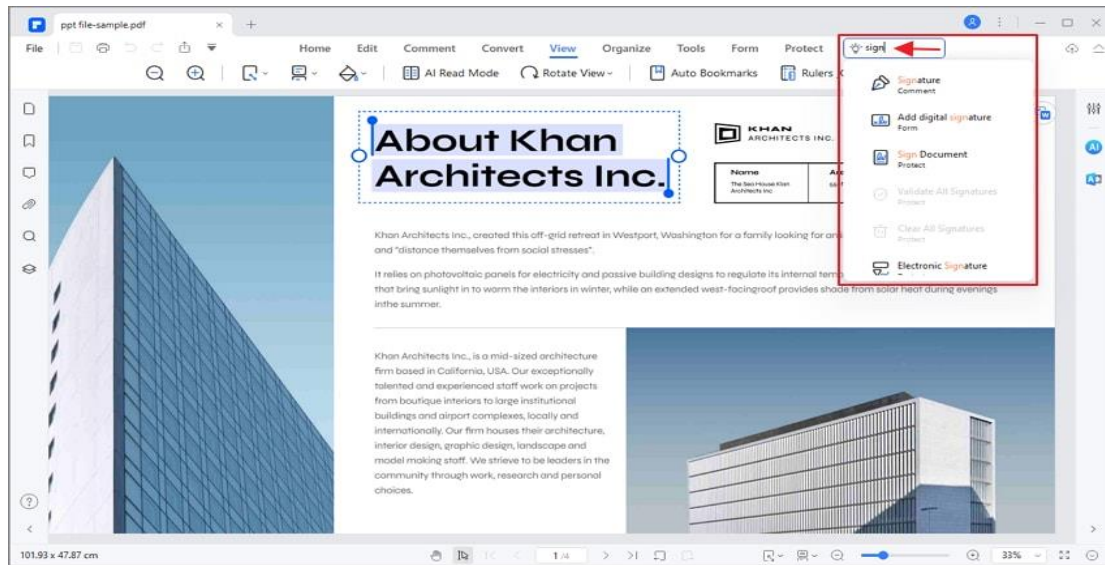 ppt file-sample.pdf
File Home Edit Comment Convert View Organize Tools Form Protect sign
AI Read Mode Rotate View Auto Bookmarks Rulers
About Khan
Architects Inc.
KHAN
ARCHITECTS INC.
Name
The Sea House Klan
Architects Inc
Khan Architects Inc., created this off-grid retreat in Westport, Washington for a family looking for an
and "distance themselves from social stresses".
It relies on photovoltaic panels for electricity and passive building designs to regulate its internal
that bring sunlight in to warm the interiors in winter, while an extended west-facingroof provides shade from solar heat during evenings
inthe summer.
Khan Architects Inc., is a mid-sized architecture
firm based in California, USA. Our exceptionally
talented and experienced staff work on projects
from boutique interiors to large institutional
buildings and airport complexes, locally and
internationally. Our firm houses their architecture,
interior design, graphic design, landscape and
model making staff. We strieve to be leaders in the
community through work, research and personal
choices.
Signature
Comment
Add digital signature
Form
Sign Document
Protect
Validate All Signatures
Protect
Clear All Signatures
Protect
Electronic Signature
AI
101.93 x 47.87 cm 1 /4 33%